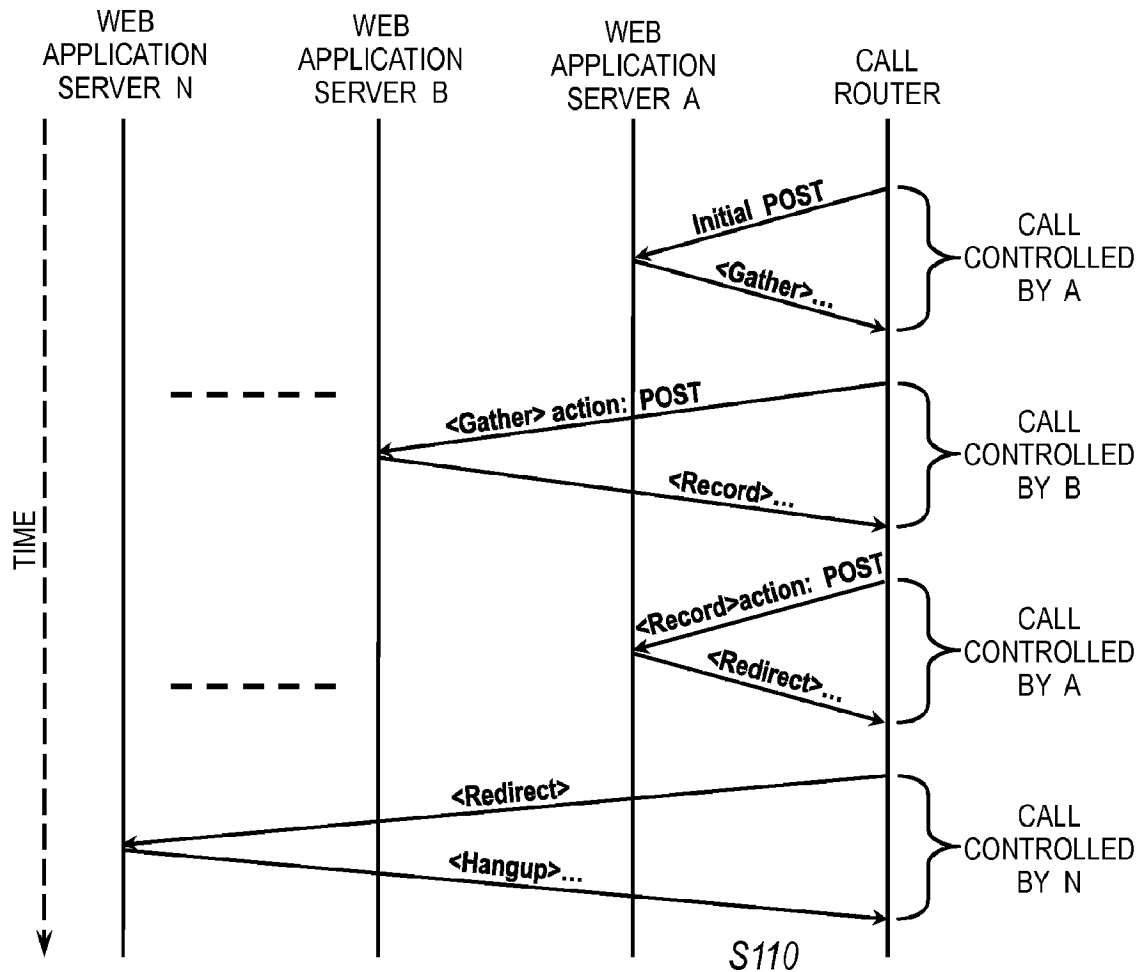 WEB
APPLICATION
SERVER N
WEB
APPLICATION
SERVER B
WEB
APPLICATION
SERVER A
CALL
ROUTER
Initial POST
<Gather>...
CALL
CONTROLLED
BY A
<Gather> action: POST
<Record>...
CALL
CONTROLLED
BY B
TIME
<Record>action: POST
<Redirect>...
CALL
CONTROLLED
BY A
<Redirect>
<Hangup>...
CALL
CONTROLLED
BY N
S110